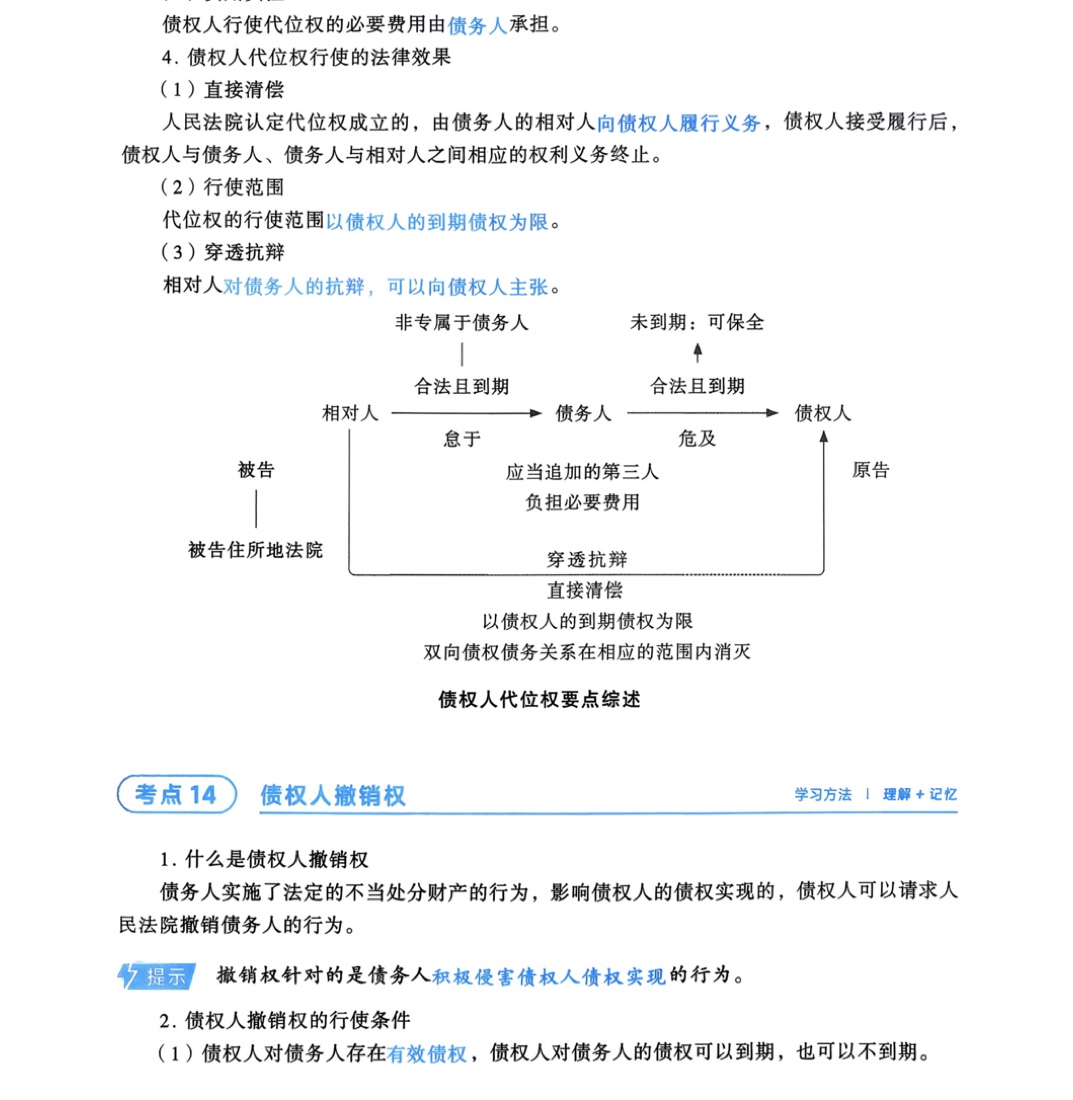 债权人行使代位权的必要费用由债务人承担。
4. 债权人代位权行使的法律效果
（1）直接清偿
人民法院认定代位权成立的，由债务人的相对人向债权人履行义务，债权人接受履行后，
债权人与债务人、债务人与相对人之间相应的权利义务终止。
（2）行使范围
代位权的行使范围以债权人的到期债权为限。
（3）穿透抗辩
相对人对债务人的抗辩，可以向债权人主张。
非专属于债务人 未到期：可保全
合法且到期 合法且到期
相对人 债务人 债权人
怠于 危及
被告 应当追加的第三人 原告
负担必要费用
被告住所地法院
穿透抗辩
直接清偿
以债权人的到期债权为限
双向债权债务关系在相应的范围内消灭
债权人代位权要点综述
考点 14 债权人撤销权 学习方法 | 理解 + 记忆
1. 什么是债权人撤销权
债务人实施了法定的不当处分财产的行为，影响债权人的债权实现的，债权人可以请求人
民法院撤销债务人的行为。
提示 撤销权针对的是债务人积极侵害债权人债权实现的行为。
2. 债权人撤销权的行使条件
（1）债权人对债务人存在有效债权，债权人对债务人的债权可以到期，也可以不到期。